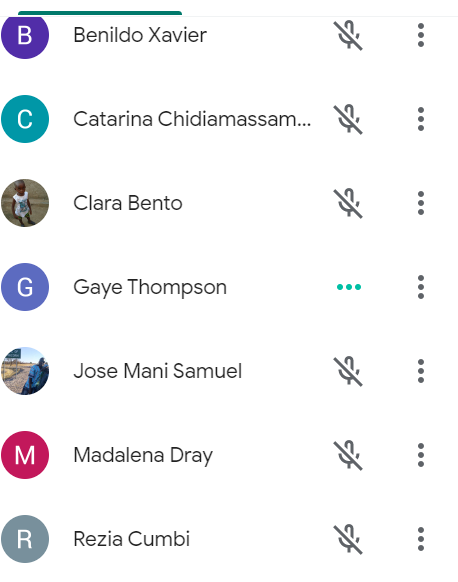 B Benildo Xavier
C Catarina Chidiamassam...
Clara Bento
G Gaye Thompson
Jose Mani Samuel
M Madalena Dray
R Rezia Cumbi